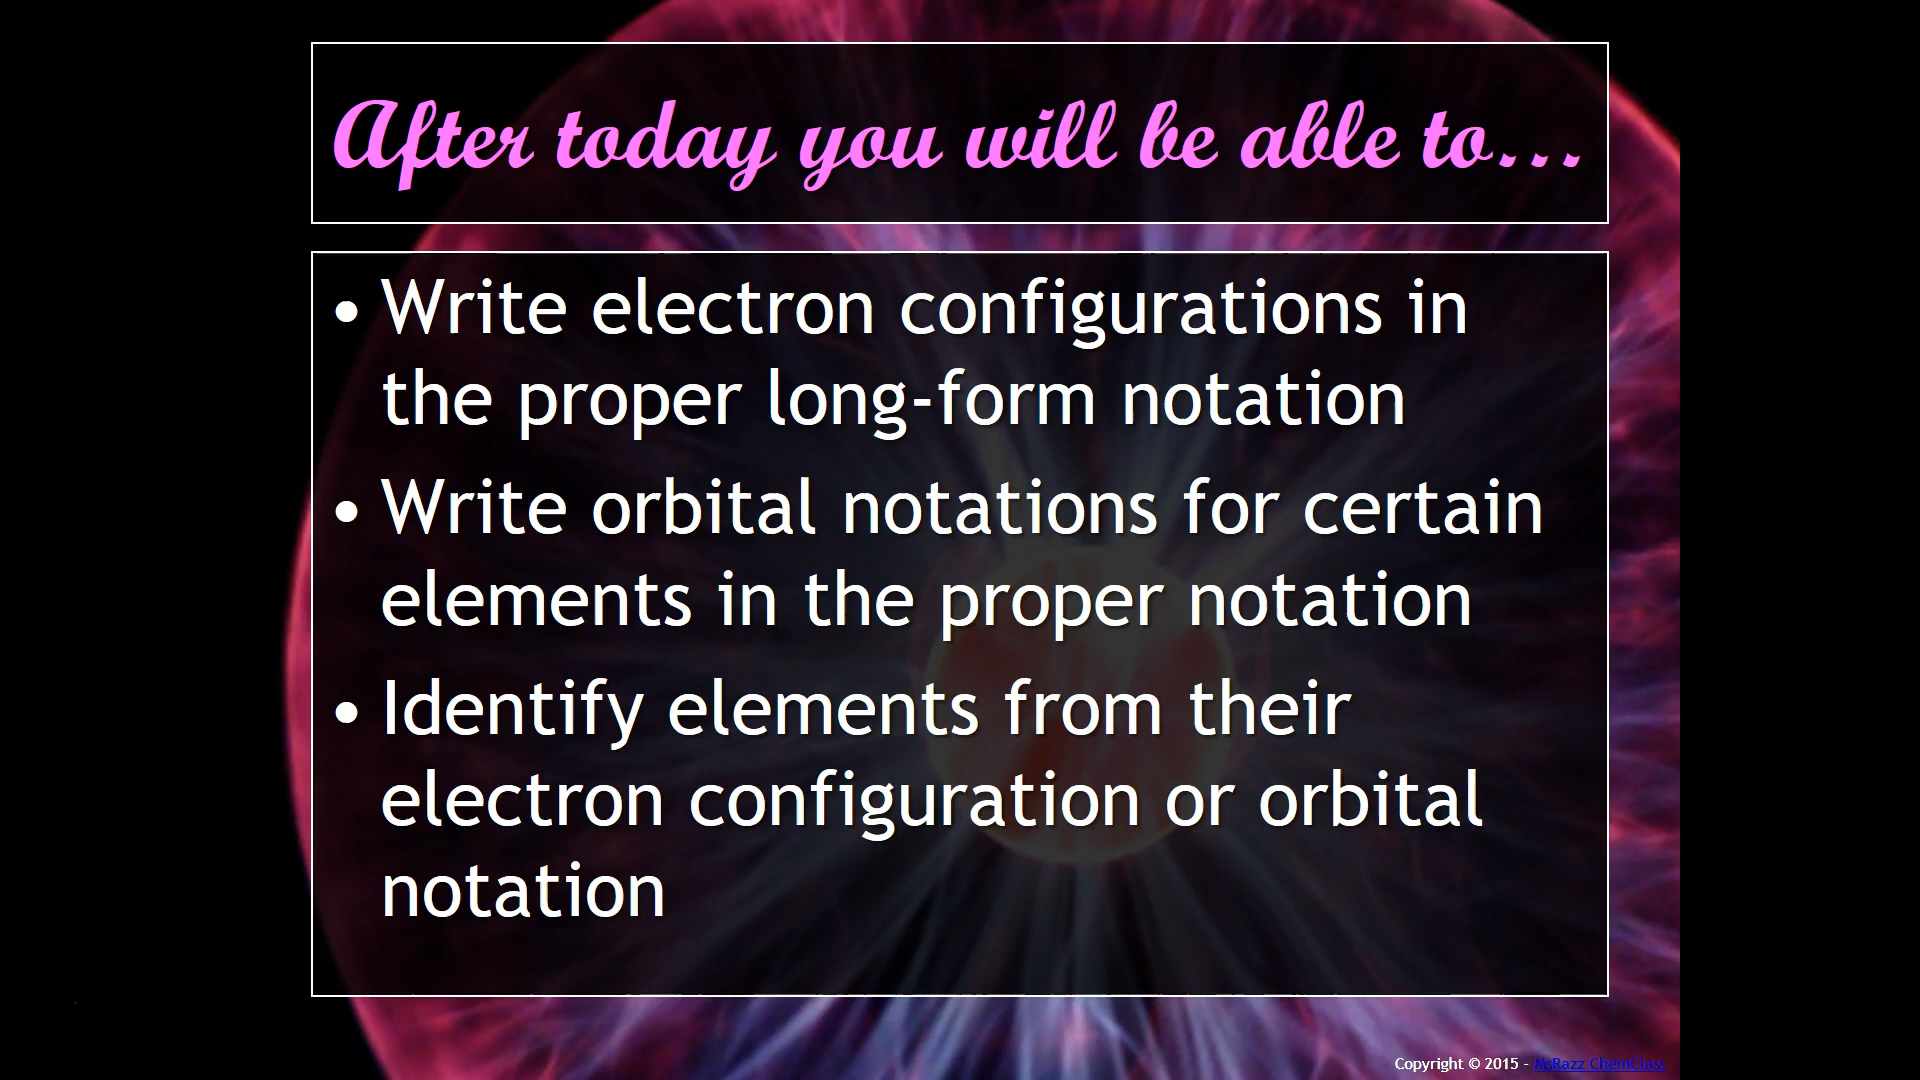 After today you will be able to...
• Write electron configurations in
the proper long-form notation
• Write orbital notations for certain
elements in the proper notation
• Identify elements from their
electron configuration or orbital
notation
Copyright © 2015 - MsRazz ChemClass